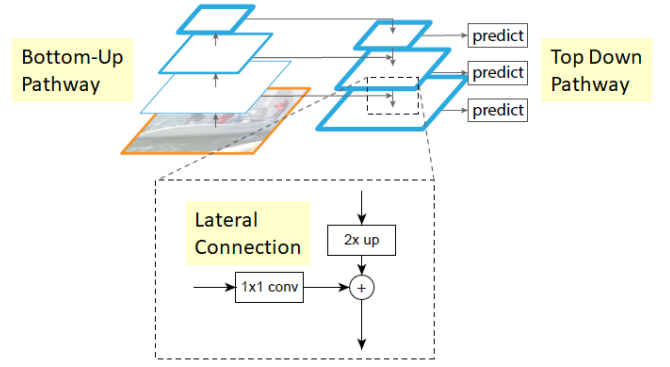 Bottom-Up
Pathway
predict
predict
predict
Top Down
Pathway
Lateral
Connection
2x up
1x1 conv
+